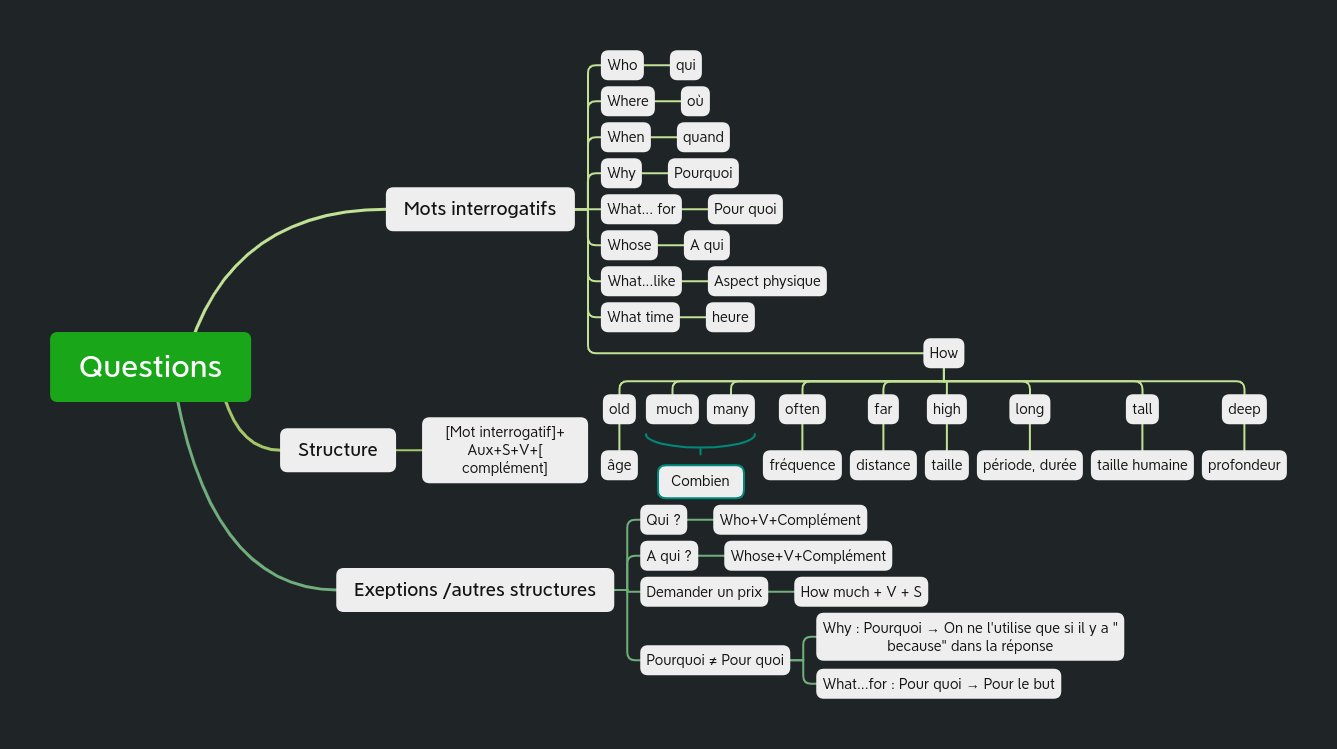 Questions
Mots interrogatifs
Who
qui
Where
où
When
quand
Why
Pourquoi
What... for
Pour quoi
Whose
A qui
What...like
Aspect physique
What time
heure
How
old
much
many
often
far
high
long
tall
deep
âge
Combien
fréquence
distance
taille
période, durée
taille humaine
profondeur
Structure
[Mot interrogatif]+
Aux+S+V+[
complément]
Exeptions /autres structures
Qui ?
Who+V+Complément
A qui ?
Whose+V+Complément
Demander un prix
How much + V + S
Pourquoi ≠ Pour quoi
Why : Pourquoi → On ne l'utilise que si il y a "
because" dans la réponse
What...for : Pour quoi → Pour le but